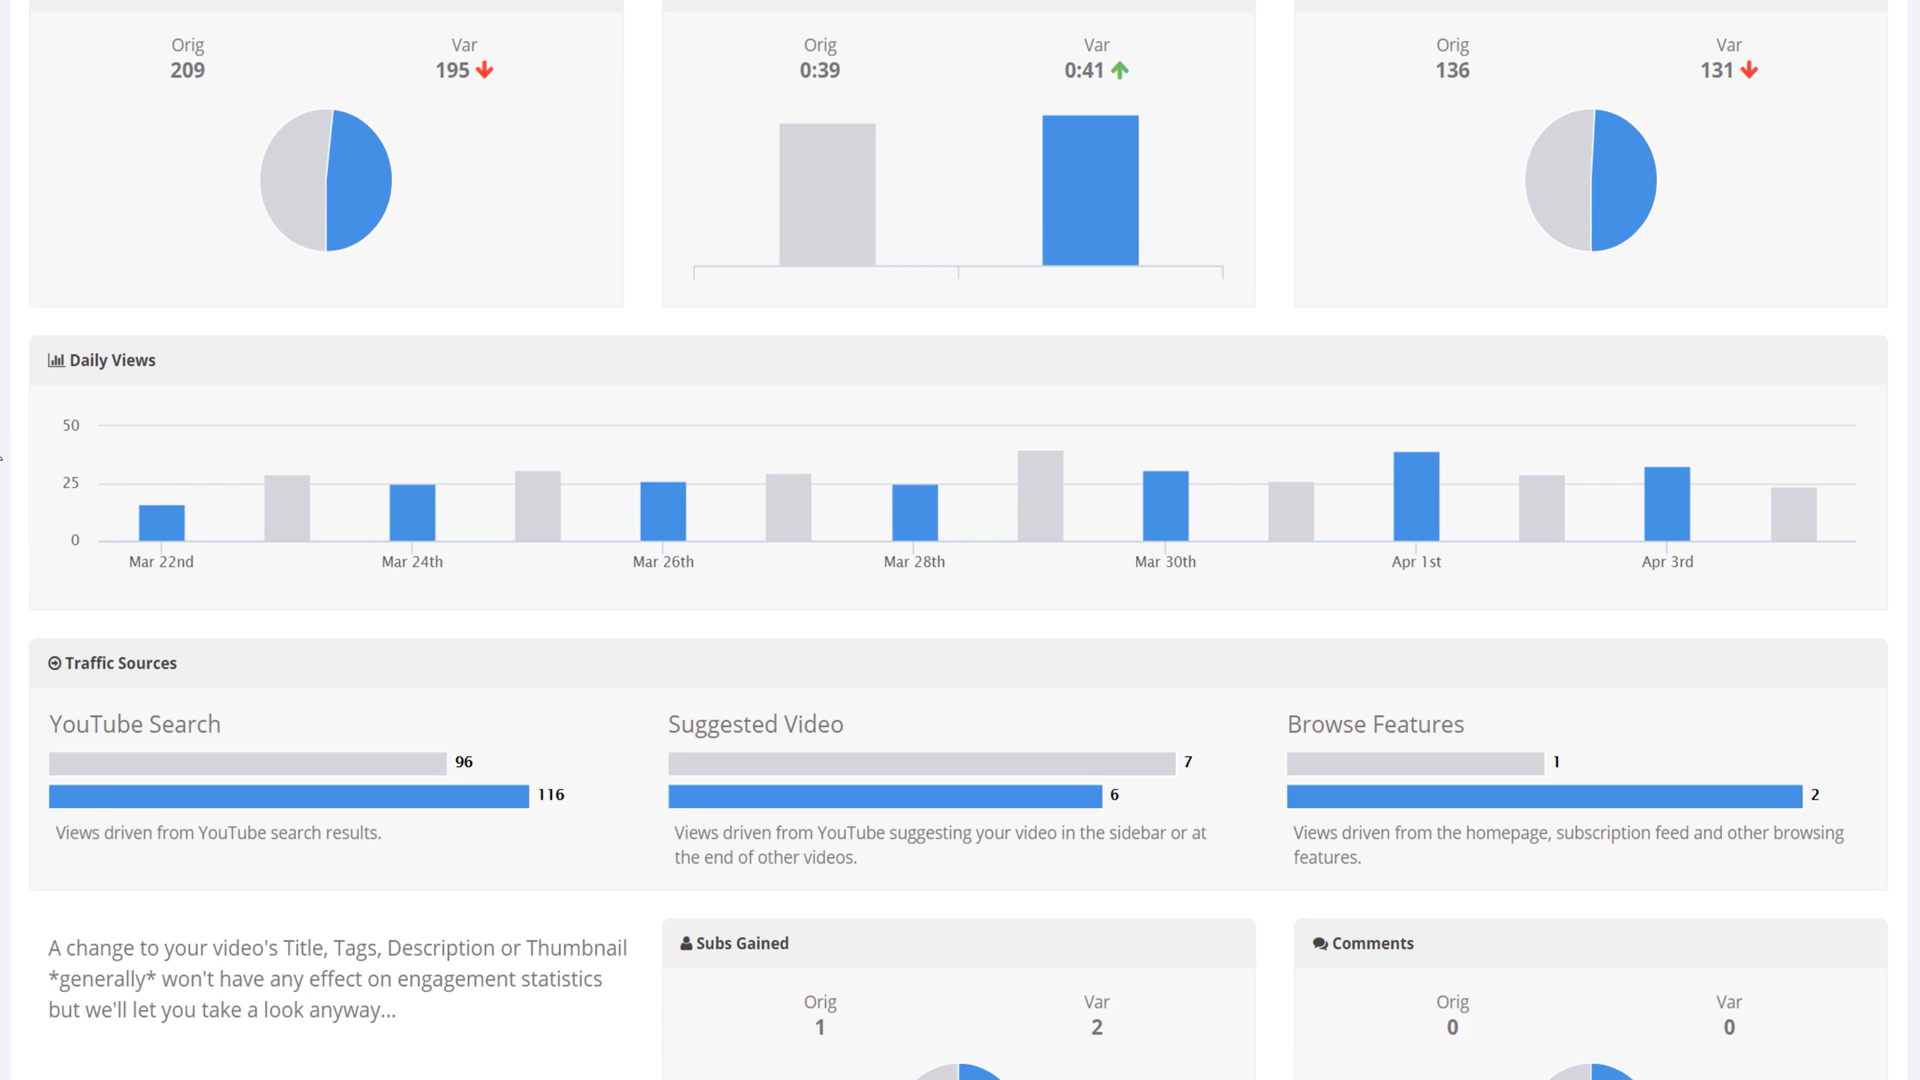 Orig Var
209 195
Orig Var
0:39 0:41
Orig Var
136 131
Daily Views
50
25
0
Mar 22nd Mar 24th Mar 26th Mar 28th Mar 30th Apr 1st Apr 3rd
Traffic Sources
YouTube Search
96
116
Views driven from YouTube search results.
Suggested Video
7
6
Views driven from YouTube suggesting your video in the sidebar or at
the end of other videos.
Browse Features
1
2
Views driven from the homepage, subscription feed and other browsing
features.
A change to your video's Title, Tags, Description or Thumbnail
*generally* won't have any effect on engagement statistics
but we'll let you take a look anyway...
Subs Gained
Orig Var
1 2
Comments
Orig Var
0 0